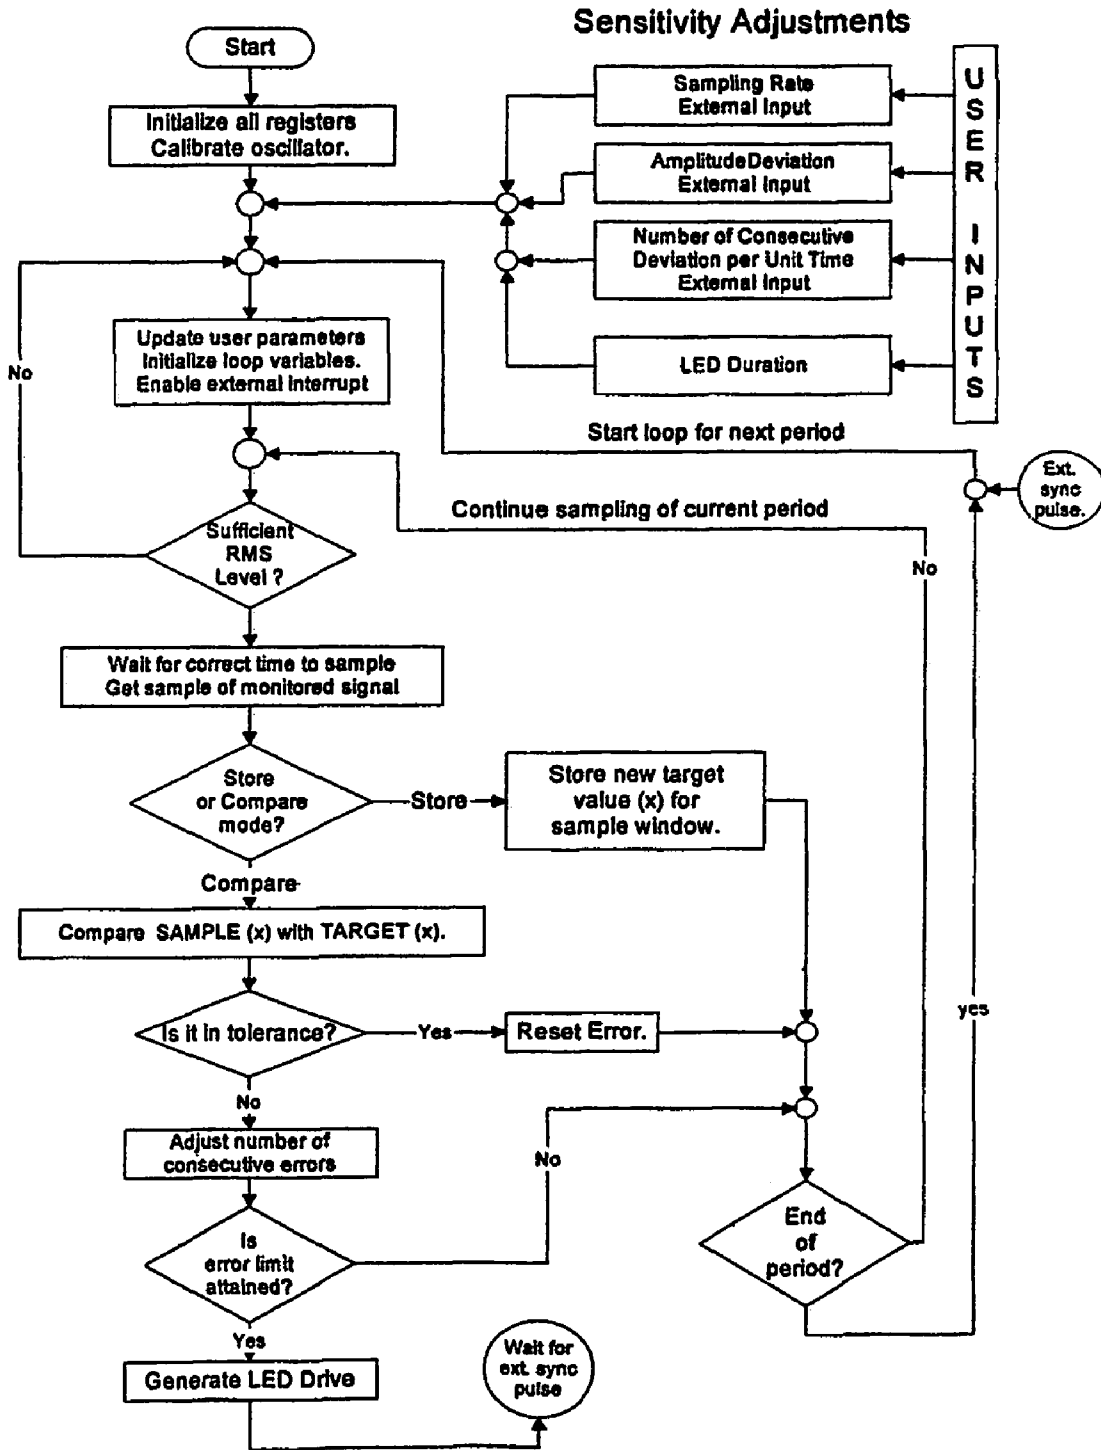 Sensitivity Adjustments
Start
Initialize all registers
Calibrate oscillator.
Sampling Rate
External Input
Amplitude Deviation
External Input
Number of Consecutive
Deviation per Unit Time
External Input
LED Duration
USER INPUTS
Update user parameters
Initialize loop variables.
Enable external interrupt
No
Start loop for next period
Ext.
sync
pulse.
Continue sampling of current period
Sufficient
RMS
Level ?
No
Wait for correct time to sample
Get sample of monitored signal
Store
or Compare
mode?
Store
Store new target
value (x) for
sample window.
Compare
Compare SAMPLE (x) with TARGET (x).
Is it in tolerance?
Yes
Reset Error.
yes
No
Adjust number of
consecutive errors
No
Is
error limit
attained?
End
of
period?
Yes
Generate LED Drive
Wait for
ext. sync
pulse